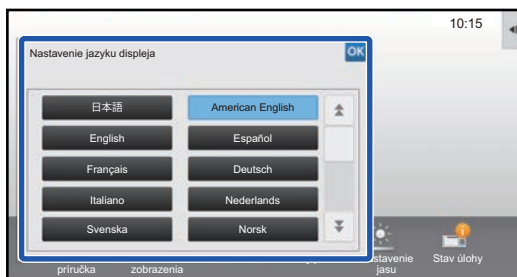 10:15
Nastavenie jazyku displeja
OK
日本語
American English
English
Español
Français
Deutsch
Italiano
Nederlands
Svenska
Norsk
príručka
zobrazenia
stavenie
jasu
Stav úlohy